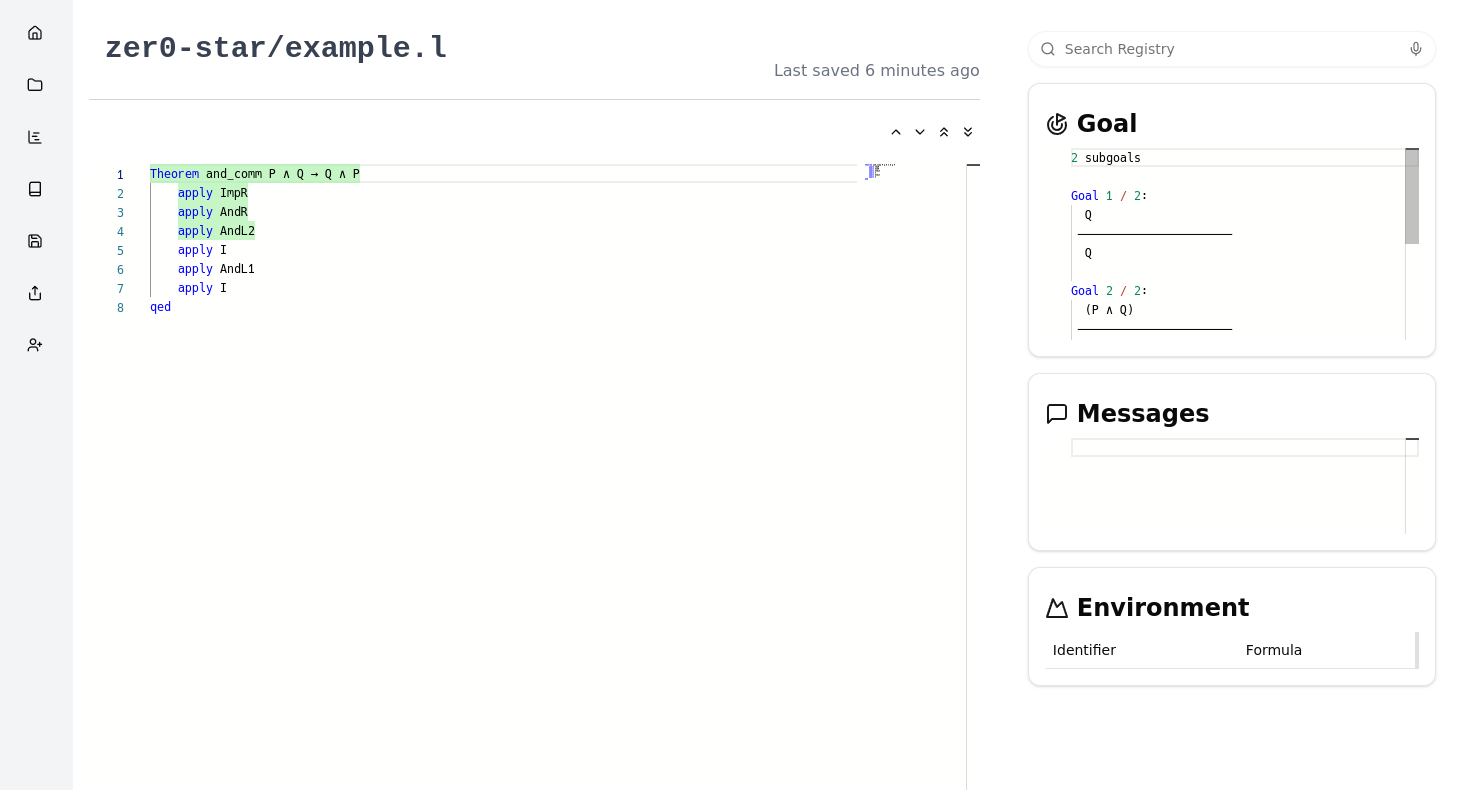 zer0-star/example.l
Last saved 6 minutes ago
1 Theorem and_comm P ∧ Q → Q ∧ P
2 apply ImpR
3 apply AndR
4 apply AndL2
5 apply I
6 apply AndL1
7 apply I
8 qed
Search Registry
Goal
2 subgoals
Goal 1 / 2:
Q
Q
Goal 2 / 2:
(P ∧ Q)
Messages
Environment
Identifier Formula